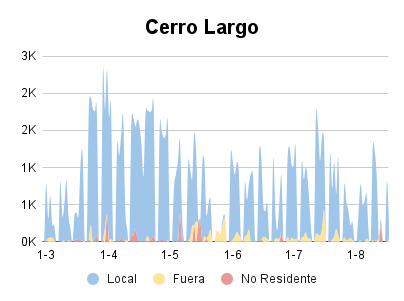 Cerro Largo
3K
2K
2K
1K
1K
0K
1-3 1-4 1-5 1-6 1-7 1-8
Local Fuera No Residente